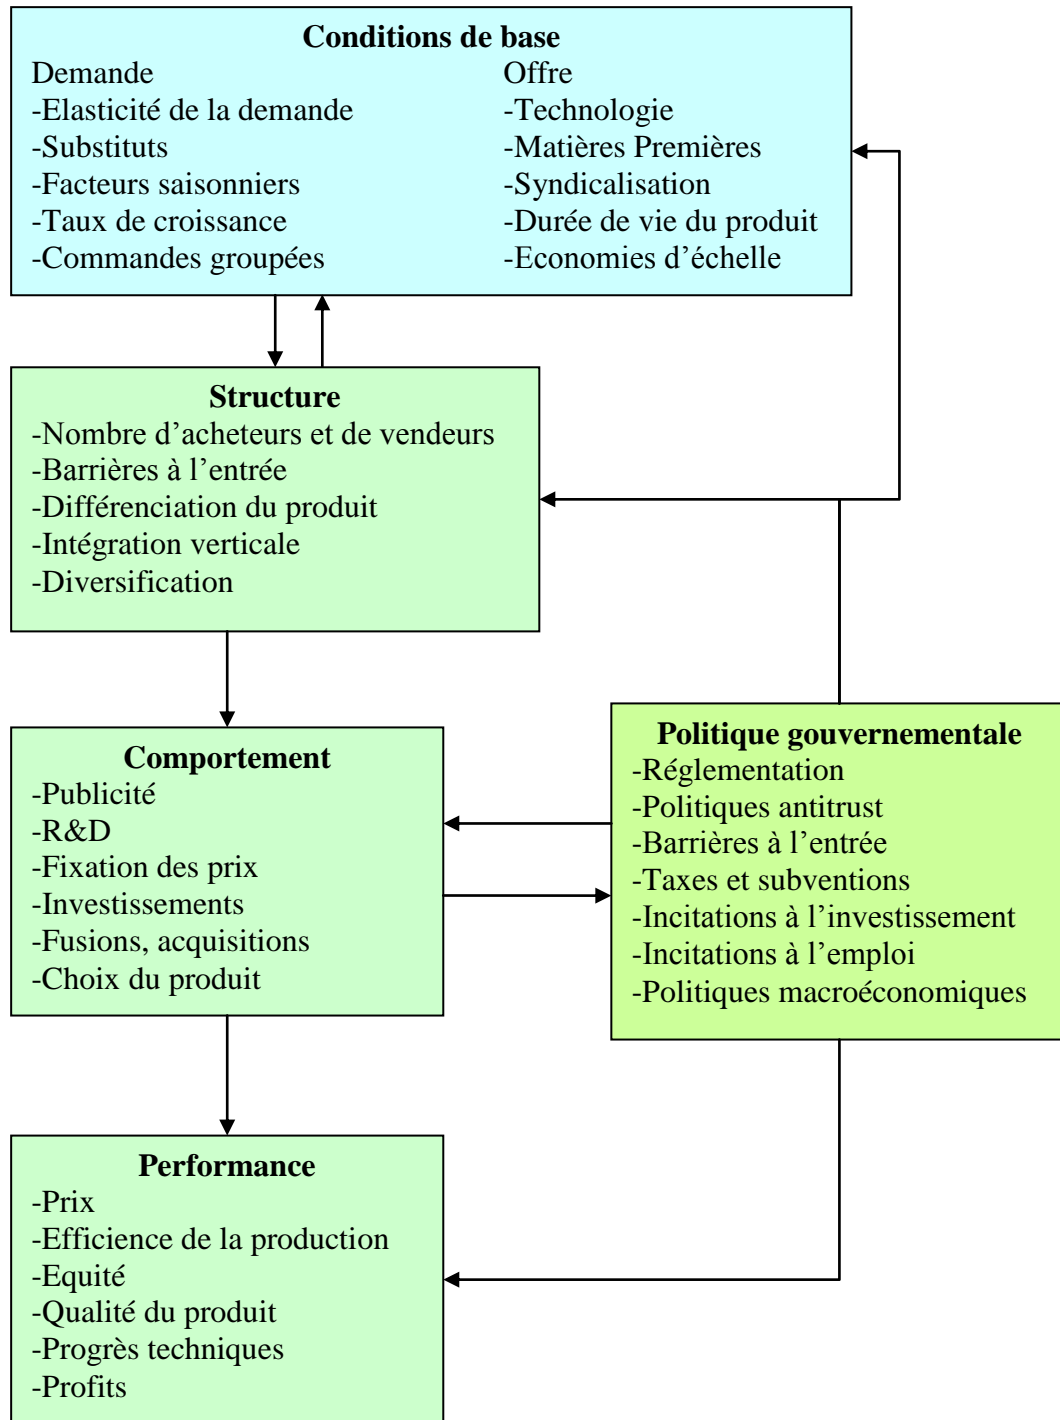 Conditions de base
Demande
-Elasticité de la demande
-Substituts
-Facteurs saisonniers
-Taux de croissance
-Commandes groupées
Offre
-Technologie
-Matières Premières
-Syndicalisation
-Durée de vie du produit
-Economies d’échelle
Structure
-Nombre d’acheteurs et de vendeurs
-Barrières à l’entrée
-Différenciation du produit
-Intégration verticale
-Diversification
Comportement
-Publicité
-R&D
-Fixation des prix
-Investissements
-Fusions, acquisitions
-Choix du produit
Politique gouvernementale
-Réglementation
-Politiques antitrust
-Barrières à l’entrée
-Taxes et subventions
-Incitations à l’investissement
-Incitations à l’emploi
-Politiques macroéconomiques
Performance
-Prix
-Efficience de la production
-Equité
-Qualité du produit
-Progrès techniques
-Profits